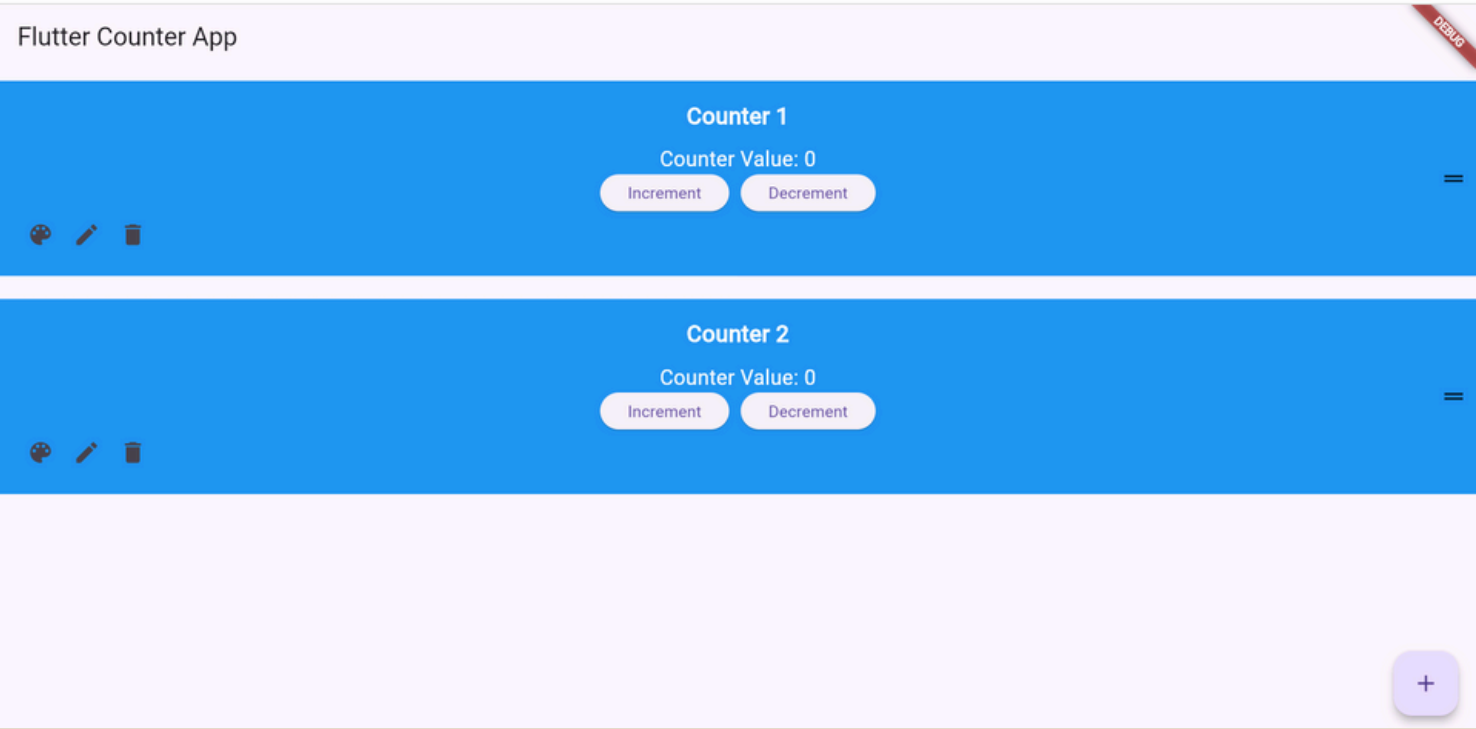 Flutter Counter App
DEBUG
Counter 1
Counter Value: 0
Increment Decrement
Counter 2
Counter Value: 0
Increment Decrement
+